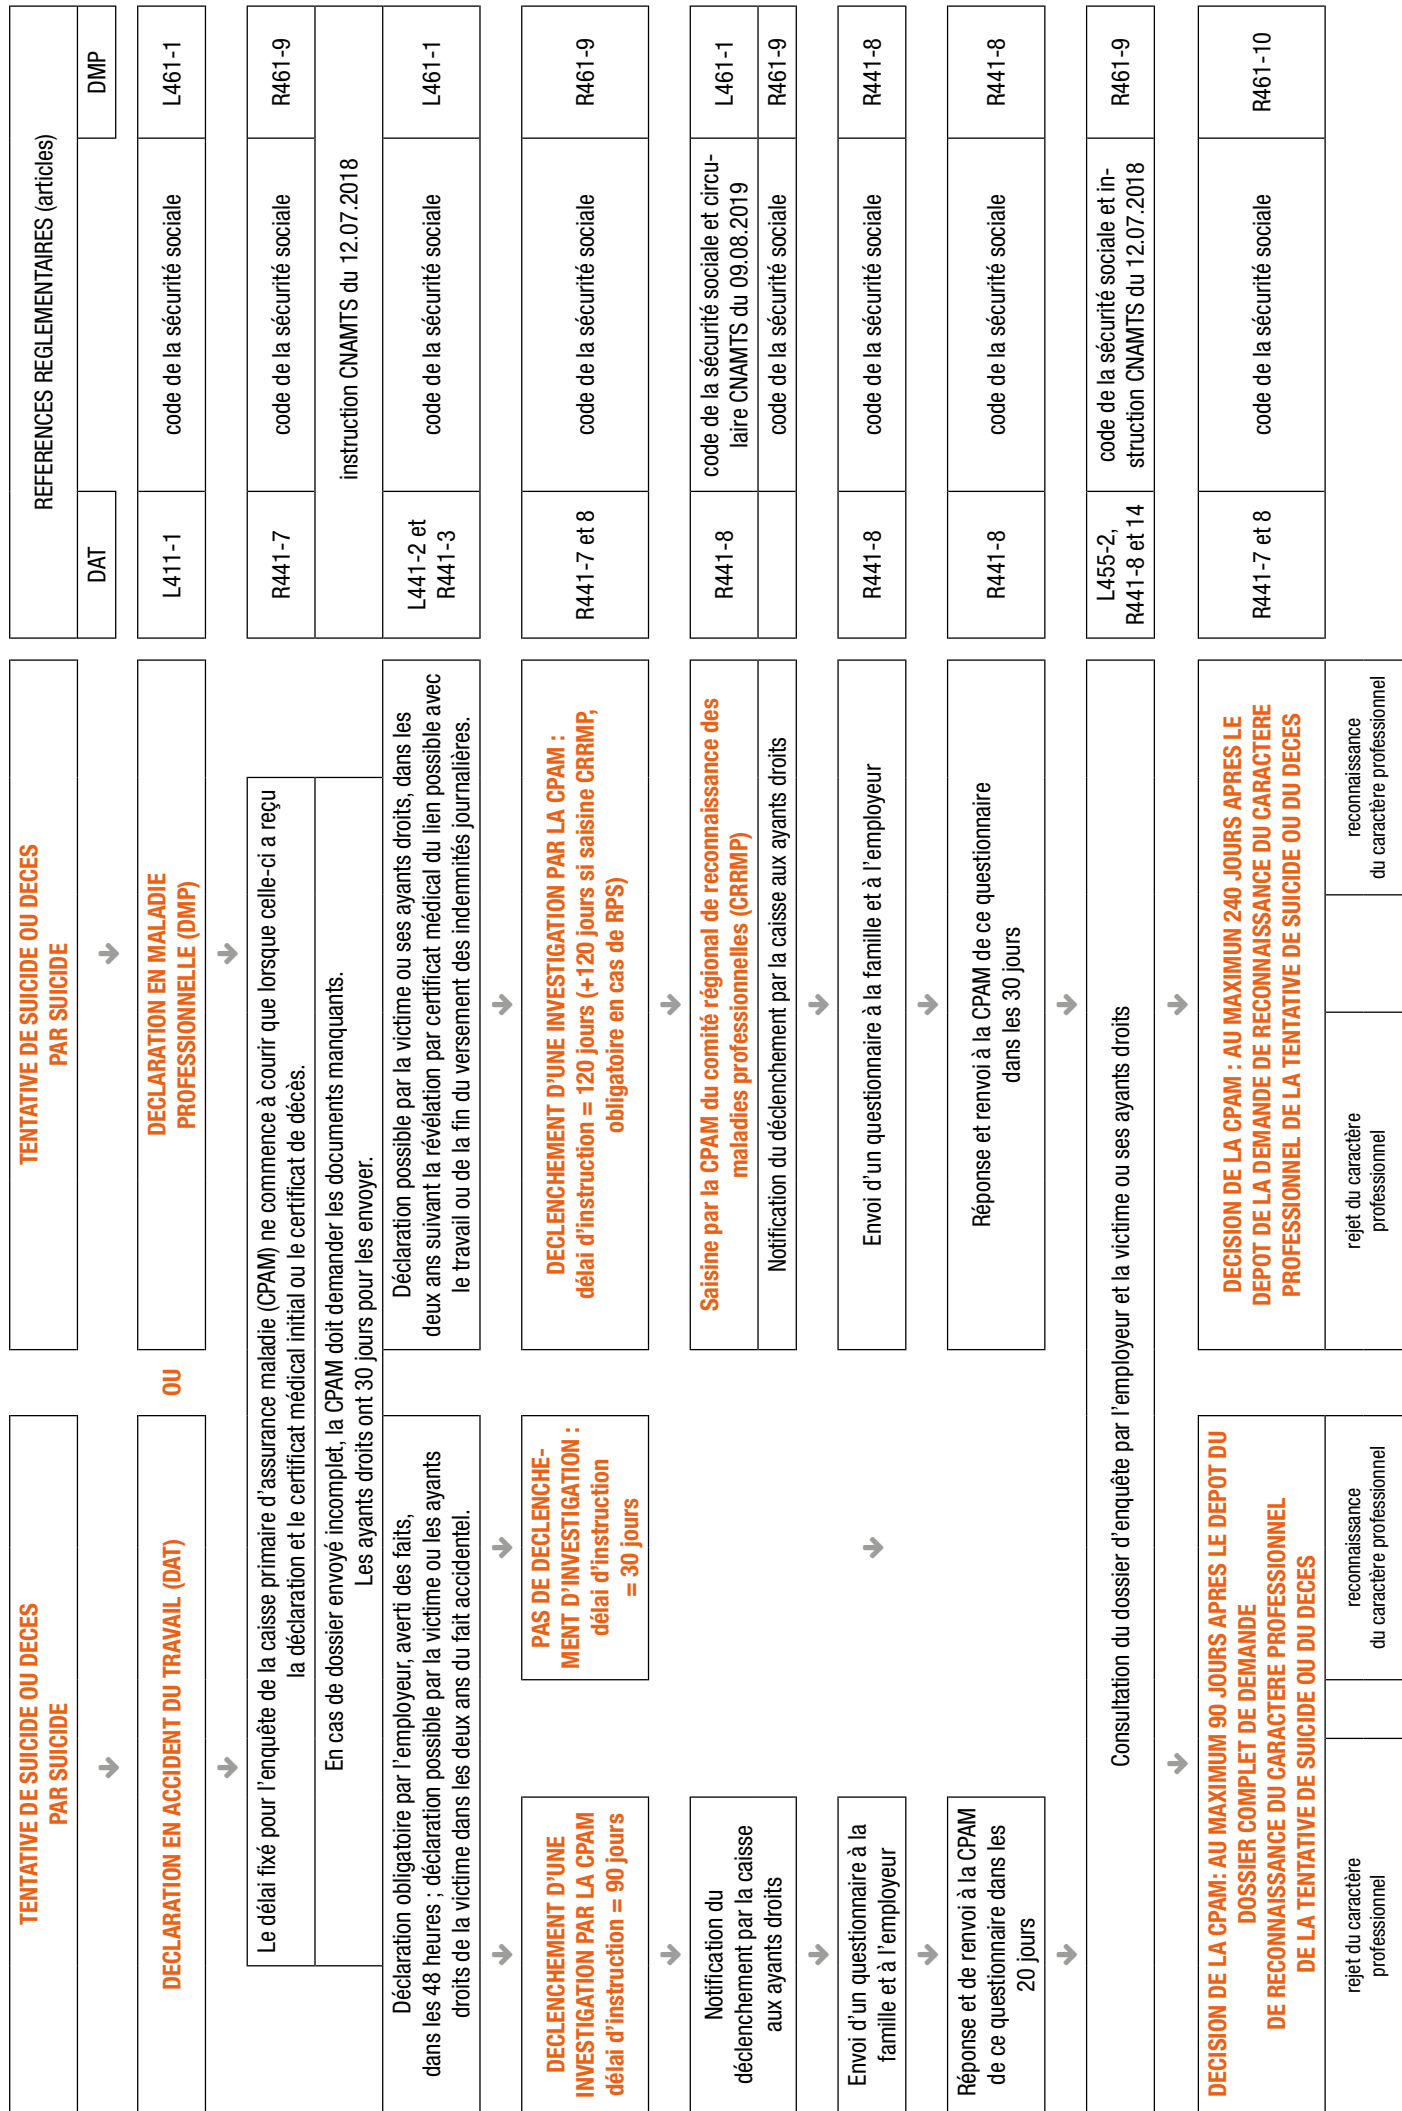 TENTATIVE DE SUICIDE OU DECES
PAR SUICIDE
TENTATIVE DE SUICIDE OU DECES
PAR SUICIDE
REFERENCES REGLEMENTAIRES (articles)
DAT
DMP
➔
➔
DECLARATION EN ACCIDENT DU TRAVAIL (DAT)
OU
DECLARATION EN MALADIE
PROFESSIONNELLE (DMP)
L411-1
code de la sécurité sociale
L461-1
➔
➔
Le délai fixé pour l'enquête de la caisse primaire d'assurance maladie (CPAM) ne commence à courir que lorsque celle-ci a reçu
la déclaration et le certificat médical initial ou le certificat de décès.
R441-7
code de la sécurité sociale
R461-9
En cas de dossier envoyé incomplet, la CPAM doit demander les documents manquants.
Les ayants droits ont 30 jours pour les envoyer.
instruction CNAMTS du 12.07.2018
Déclaration obligatoire par l'employeur, averti des faits,
dans les 48 heures ; déclaration possible par la victime ou les ayants
droits de la victime dans les deux ans du fait accidentel.
Déclaration possible par la victime ou ses ayants droits, dans les
deux ans suivant la révélation par certificat médical du lien possible avec
le travail ou de la fin du versement des indemnités journalières.
L441-2 et
R441-3
code de la sécurité sociale
L461-1
➔
➔
➔
DECLENCHEMENT D'UNE
INVESTIGATION PAR LA CPAM
délai d'instruction = 90 jours
PAS DE DECLENCHE-
MENT D'INVESTIGATION :
délai d'instruction
= 30 jours
DECLENCHEMENT D'UNE INVESTIGATION PAR LA CPAM :
délai d'instruction = 120 jours (+120 jours si saisine CRRMP,
obligatoire en cas de RPS)
R441-7 et 8
code de la sécurité sociale
R461-9
➔
➔
Notification du
déclenchement par la caisse
aux ayants droits
Saisine par la CPAM du comité régional de reconnaissance des
maladies professionnelles (CRRMP)
R441-8
code de la sécurité sociale et circu-
laire CNAMTS du 09.08.2019
L461-1
Notification du déclenchement par la caisse aux ayants droits
code de la sécurité sociale
R461-9
➔
➔
Envoi d'un questionnaire à la
famille et à l'employeur
➔
Envoi d'un questionnaire à la famille et à l'employeur
R441-8
code de la sécurité sociale
R441-8
➔
➔
Réponse et de renvoi à la CPAM
de ce questionnaire dans les
20 jours
Réponse et renvoi à la CPAM de ce questionnaire
dans les 30 jours
R441-8
code de la sécurité sociale
R441-8
➔
➔
Consultation du dossier d'enquête par l'employeur et la victime ou ses ayants droits
L455-2,
R441-8 et 14
code de la sécurité sociale et in-
struction CNAMTS du 12.07.2018
R461-9
➔
➔
DECISION DE LA CPAM: AU MAXIMUM 90 JOURS APRES LE DEPOT DU
DOSSIER COMPLET DE DEMANDE
DE RECONNAISSANCE DU CARACTERE PROFESSIONNEL
DE LA TENTATIVE DE SUICIDE OU DU DECES
DECISION DE LA CPAM : AU MAXIMUN 240 JOURS APRES LE
DEPOT DE LA DEMANDE DE RECONNAISSANCE DU CARACTERE
PROFESSIONNEL DE LA TENTATIVE DE SUICIDE OU DU DECES
R441-7 et 8
code de la sécurité sociale
R461-10
rejet du caractère
professionnel
reconnaissance
du caractère professionnel
rejet du caractère
professionnel
reconnaissance
du caractère professionnel